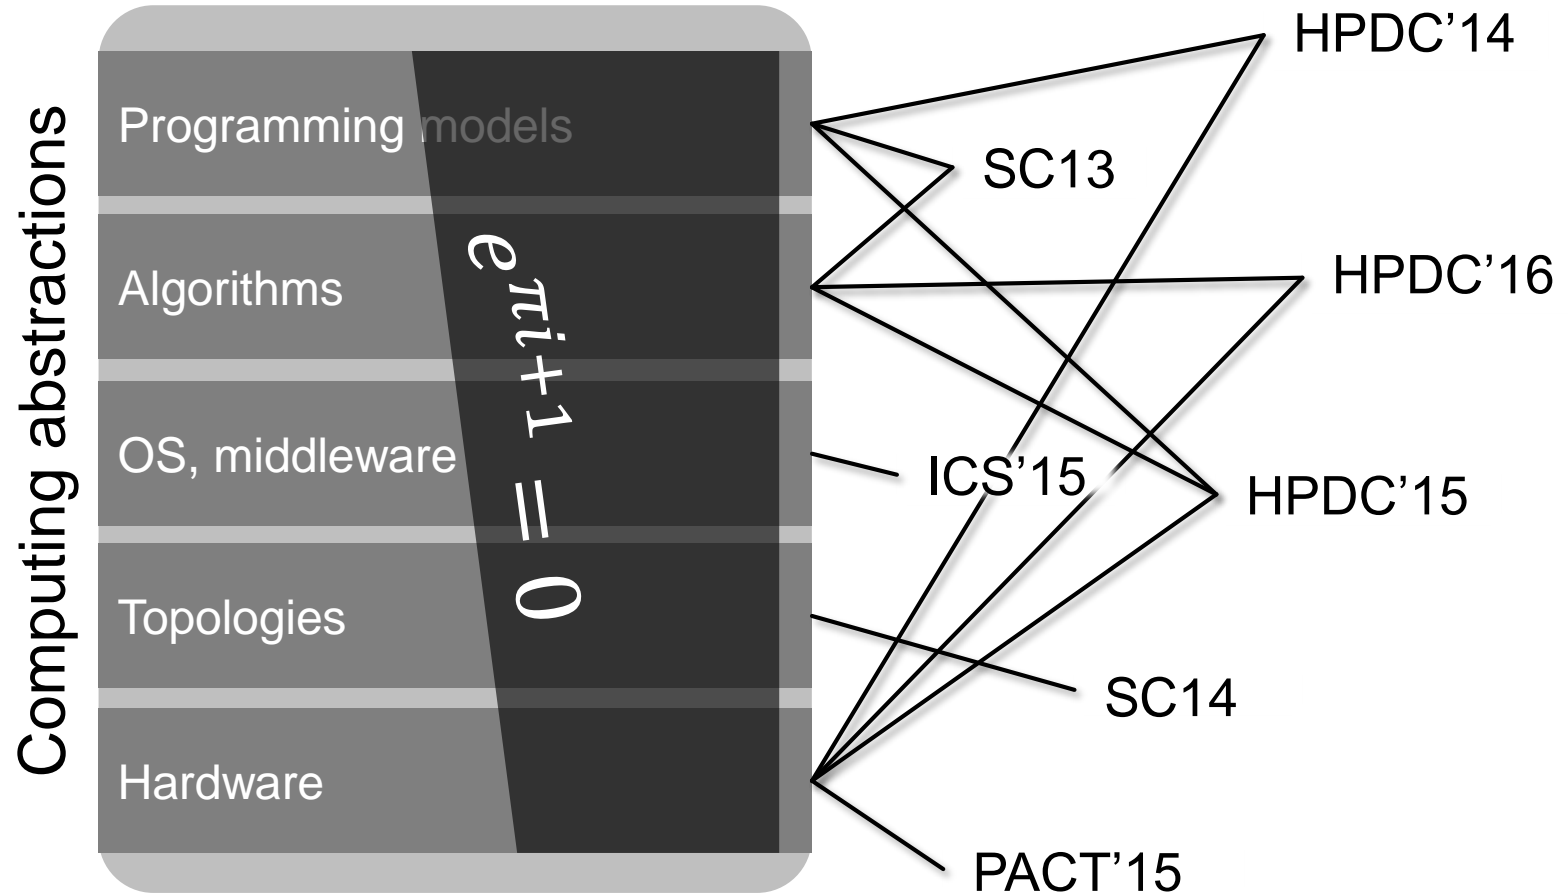 Computing abstractions
Programming models
Algorithms
OS, middleware
Topologies
Hardware
e^{πi+1} = 0
HPDC’14
SC13
HPDC’16
ICS’15
HPDC’15
SC14
PACT’15